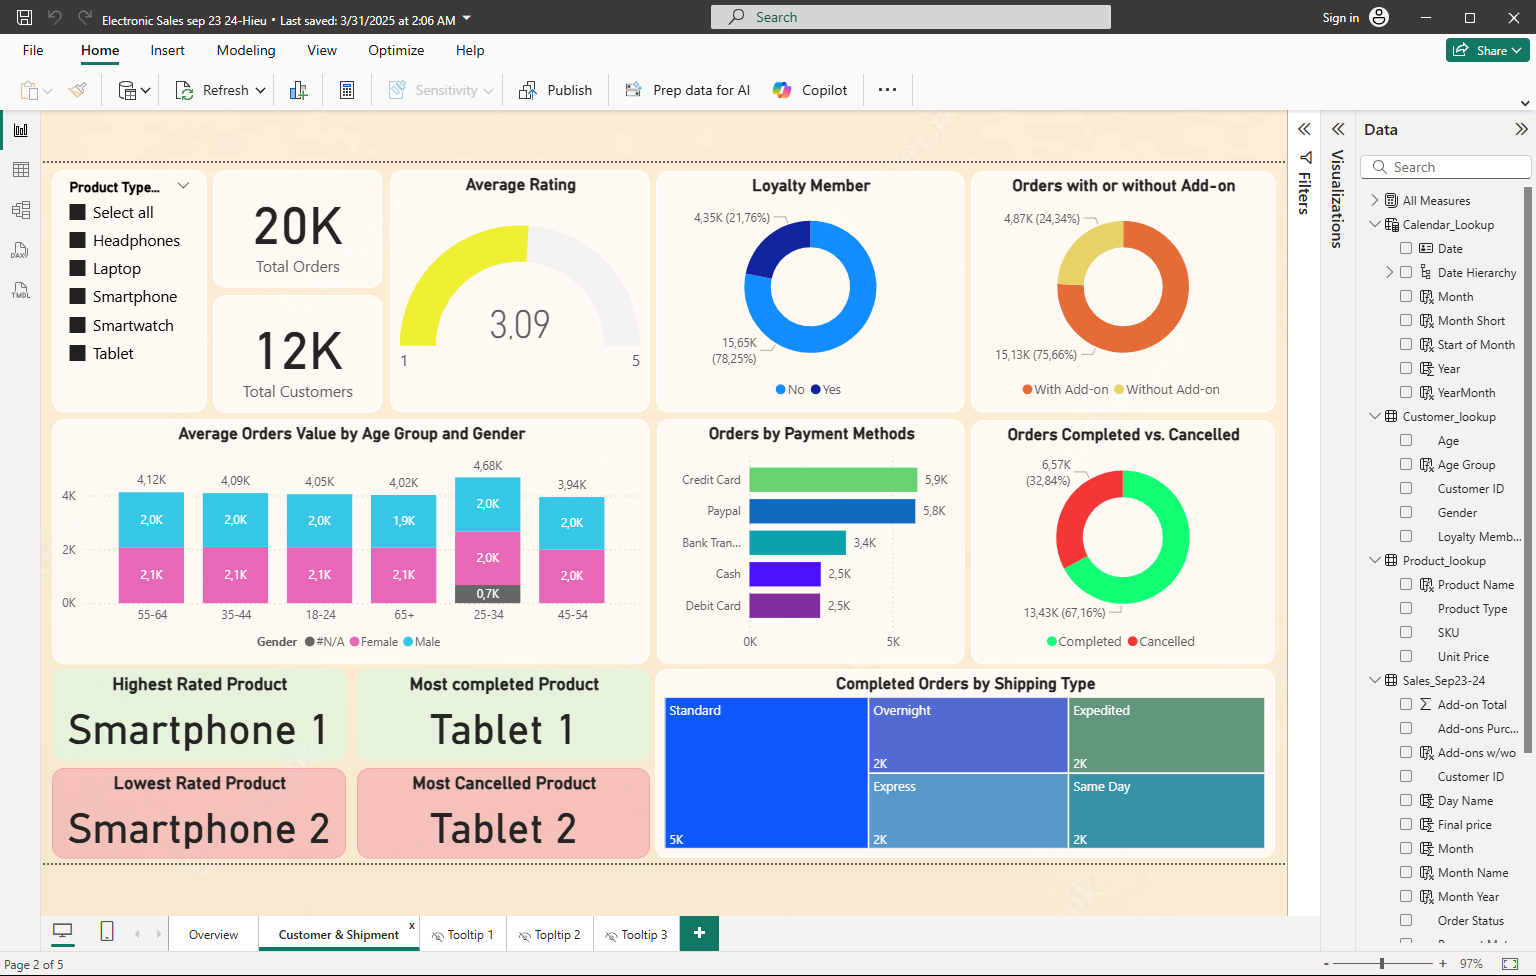 Electronic Sales sep 23 24-Hieu • Last saved: 3/31/2025 at 2:06 AM
Search
Sign in
File
Home
Insert
Modeling
View
Optimize
Help
Share
Refresh
Sensitivity
Publish
Prep data for AI
Copilot
DAX
TMDL
Product Type...
Select all
Headphones
Laptop
Smartphone
Smartwatch
Tablet
20K
Total Orders
12K
Total Customers
Average Rating
3,09
1
5
Loyalty Member
4,35K (21,76%)
15,65K
(78,25%)
No
Yes
Orders with or without Add-on
4,87K (24,34%)
15,13K (75,66%)
With Add-on
Without Add-on
Average Orders Value by Age Group and Gender
4K
2K
0K
4,12K
4,09K
4,05K
4,02K
4,68K
3,94K
2,0K
2,0K
2,0K
1,9K
2,0K
2,0K
2,1K
2,1K
2,1K
2,1K
2,0K
2,0K
0,7K
55-64
35-44
18-24
65+
25-34
45-54
Gender
#N/A
Female
Male
Orders by Payment Methods
Credit Card
5,9K
Paypal
5,8K
Bank Tran...
3,4K
Cash
2,5K
Debit Card
2,5K
0K
5K
Orders Completed vs. Cancelled
6,57K
(32,84%)
13,43K (67,16%)
Completed
Cancelled
Highest Rated Product
Smartphone 1
Most completed Product
Tablet 1
Lowest Rated Product
Smartphone 2
Most Cancelled Product
Tablet 2
Completed Orders by Shipping Type
Standard
5K
Overnight
2K
Expedited
2K
Express
2K
Same Day
2K
Filters
Visualizations
Data
Search
All Measures
Calendar_Lookup
Date
Date Hierarchy
Month
Month Short
Start of Month
Year
YearMonth
Customer_lookup
Age
Age Group
Customer ID
Gender
Loyalty Memb...
Product_lookup
Product Name
Product Type
SKU
Unit Price
Sales_Sep23-24
Add-on Total
Add-ons Purc...
Add-ons w/wo
Customer ID
Day Name
Final price
Month
Month Name
Month Year
Order Status
Overview
Customer & Shipment
x
Tooltip 1
Topltip 2
Tooltip 3
+
Page 2 of 5
-
+
97%